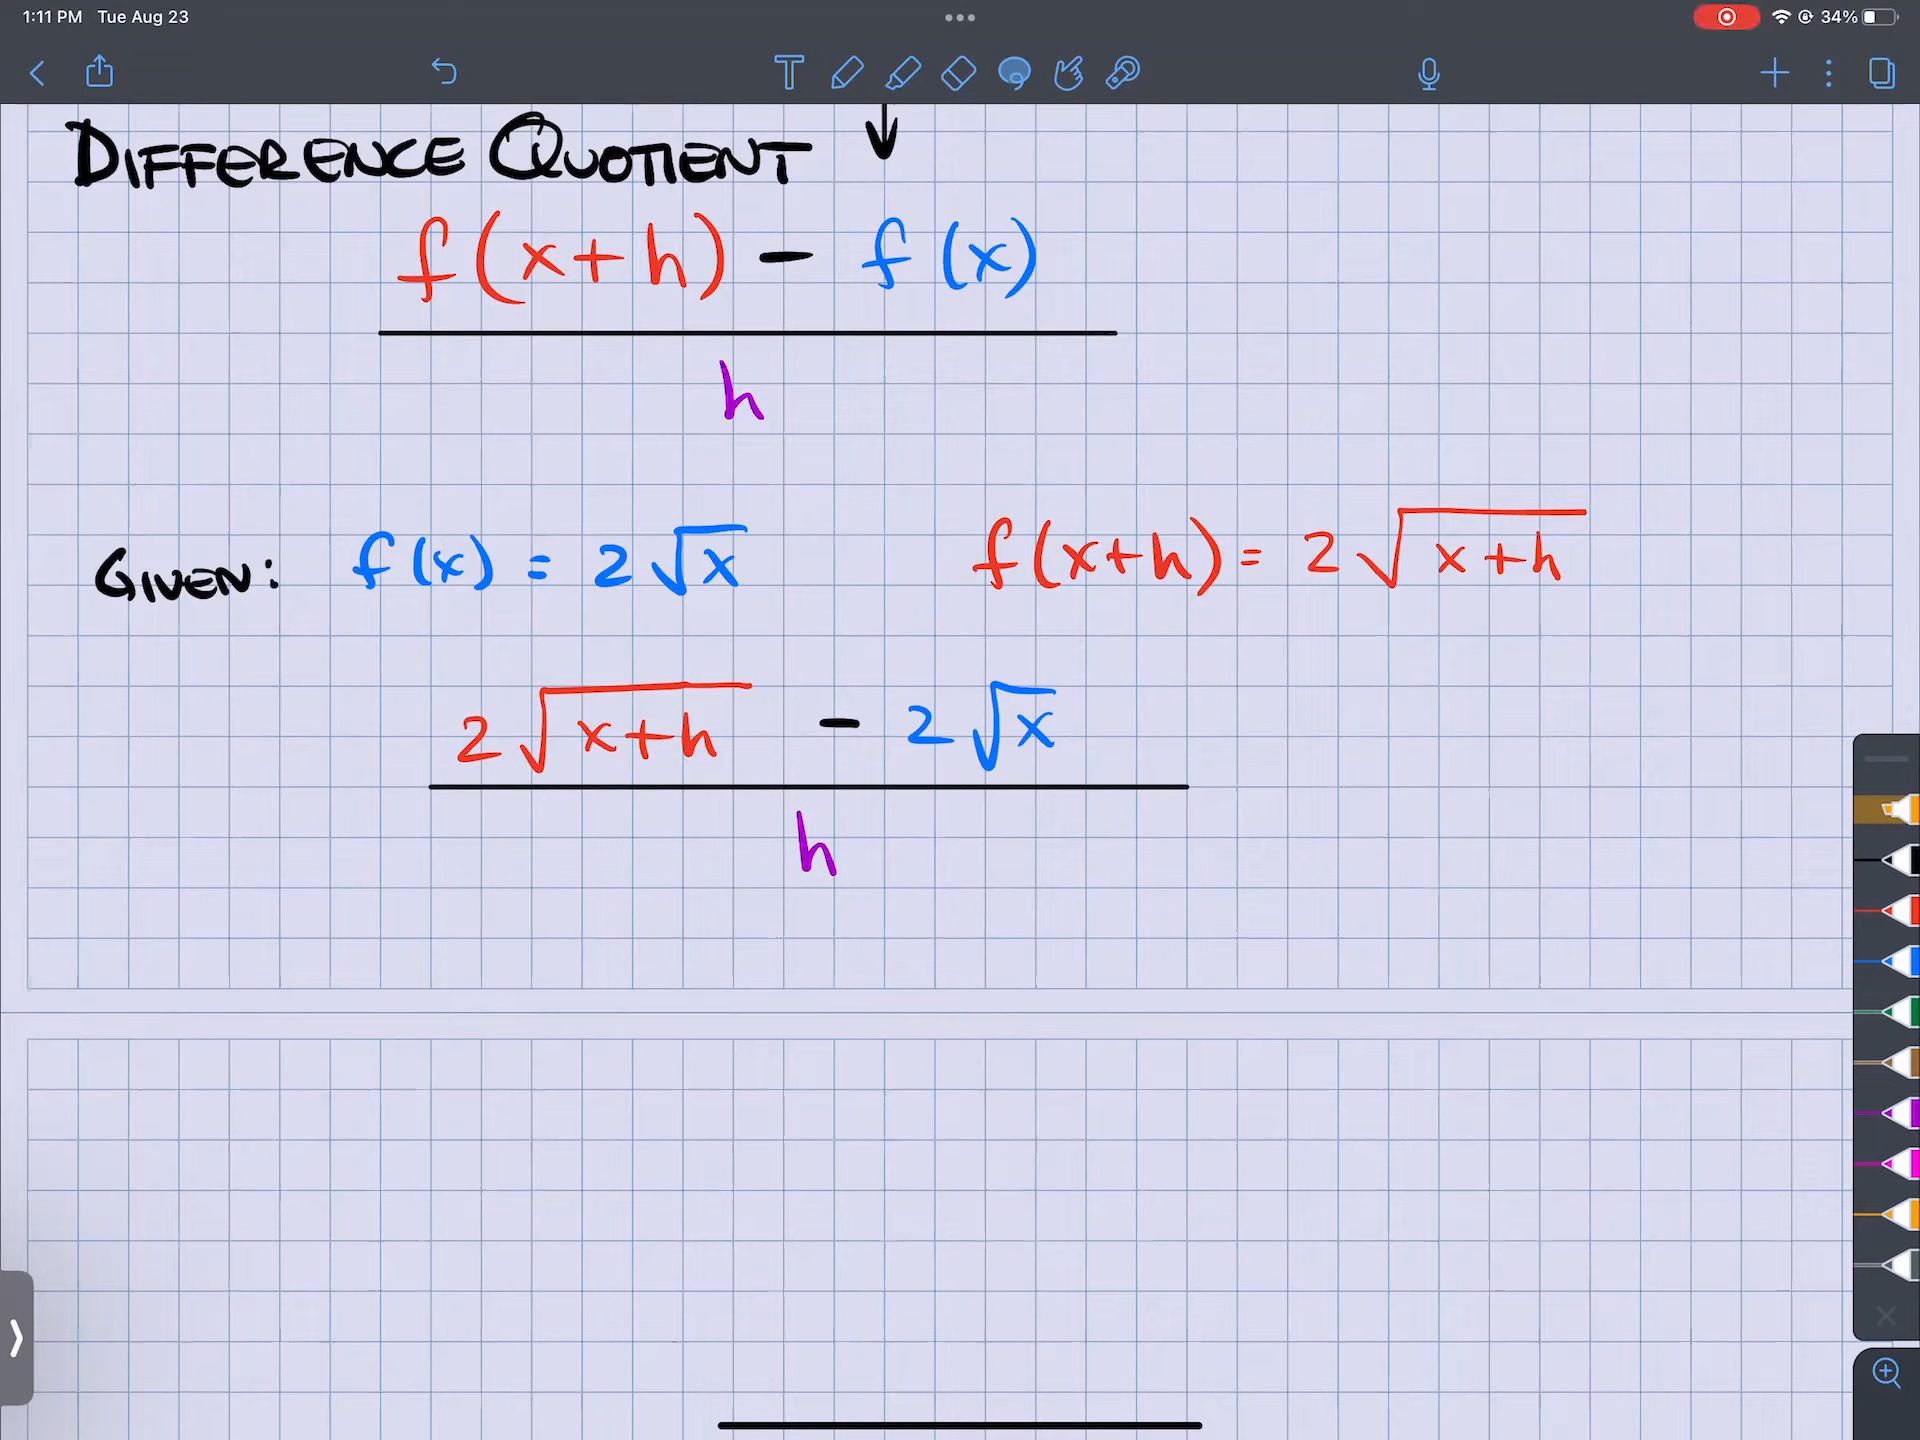 1:11 PM Tue Aug 23
34%
DIFFERENCE QUOTIENT ↓
f(x+h) - f(x)
h
GIVEN: f(x) = 2√x f(x+h) = 2√x+h
2√x+h - 2√x
h